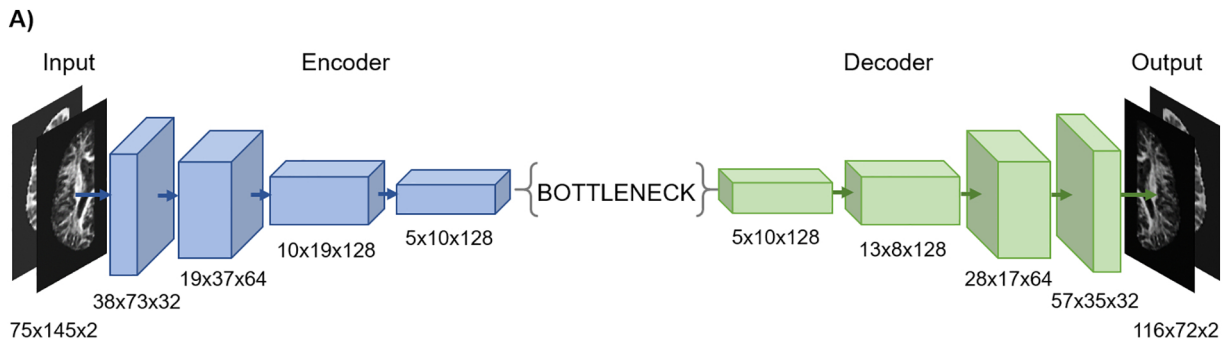 A)
Input
Encoder
Decoder
Output
BOTTLENECK
75x145x2
38x73x32
19x37x64
10x19x128
5x10x128
5x10x128
13x8x128
28x17x64
57x35x32
116x72x2